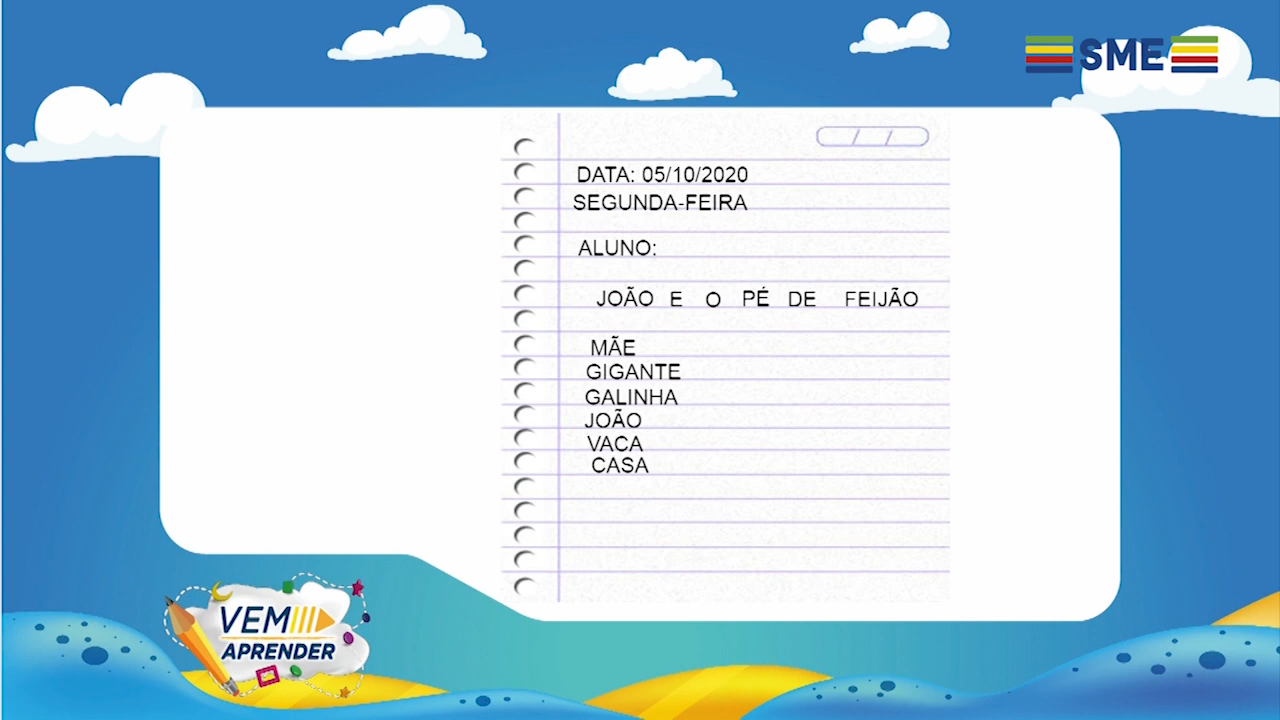 SME
DATA: 05/10/2020
SEGUNDA-FEIRA
ALUNO:
JOÃO E O PÉ DE FEIJÃO
MÃE
GIGANTE
GALINHA
JOÃO
VACA
CASA
VEM
APRENDER